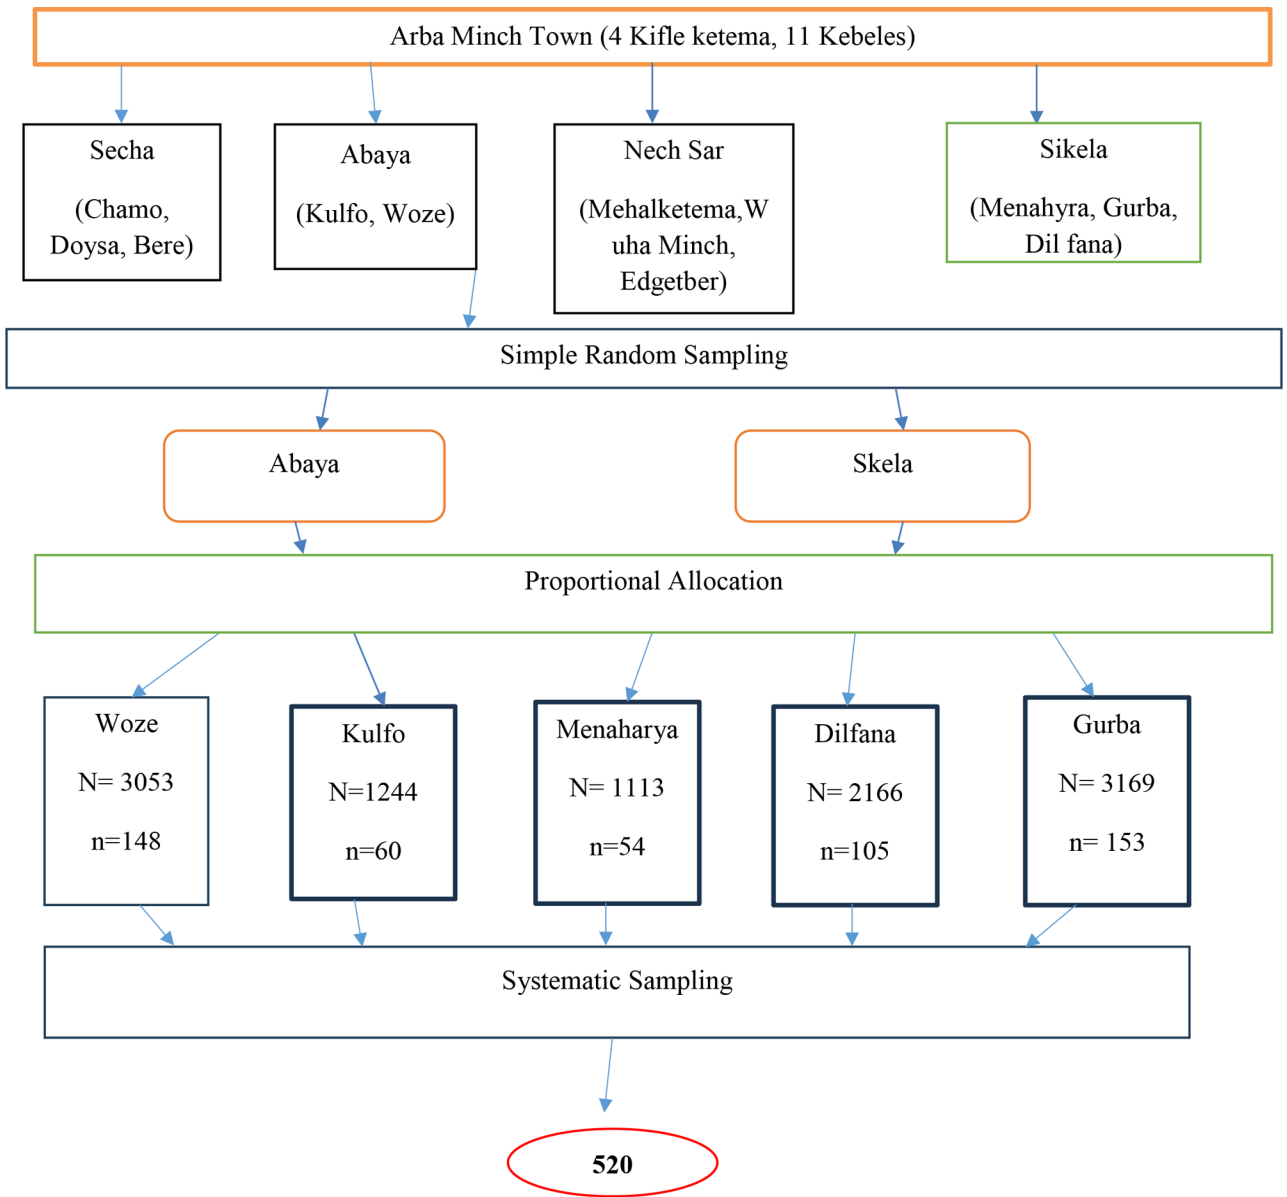 Arba Minch Town (4 Kifle ketema, 11 Kebeles)
Secha
(Chamo,
Doysa, Bere)
Abaya
(Kulfo, Woze)
Nech Sar
(Mehalketema,W
uha Minch,
Edgetber)
Sikela
(Menahyra, Gurba,
Dil fana)
Simple Random Sampling
Abaya
Skela
Proportional Allocation
Woze
N= 3053
n=148
Kulfo
N=1244
n=60
Menaharya
N= 1113
n=54
Dilfana
N= 2166
n=105
Gurba
N= 3169
n= 153
Systematic Sampling
520